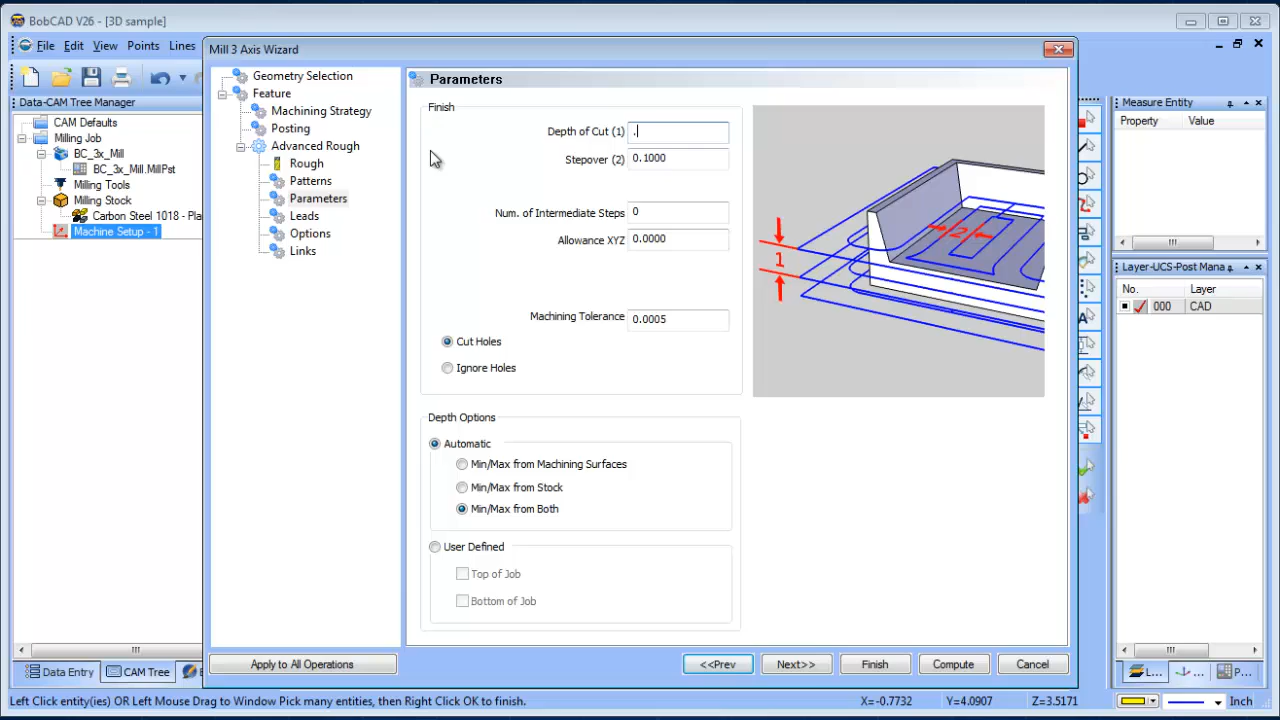 BobCAD V26 - [3D sample]
File Edit View Points Lines
Data-CAM Tree Manager
CAM Defaults
Milling Job
BC_3x_Mill
BC_3x_Mill.MillPst
Milling Tools
Milling Stock
Carbon Steel 1018 - Pla
Machine Setup - 1
Data Entry
CAM Tree
Mill 3 Axis Wizard
Geometry Selection
Feature
Machining Strategy
Posting
Advanced Rough
Rough
Patterns
Parameters
Leads
Options
Links
Apply to All Operations
Parameters
Finish
Depth of Cut (1) .
Stepover (2) 0.1000
Num. of Intermediate Steps 0
Allowance XYZ 0.0000
Machining Tolerance 0.0005
Cut Holes
Ignore Holes
Depth Options
Automatic
Min/Max from Machining Surfaces
Min/Max from Stock
Min/Max from Both
User Defined
Top of Job
Bottom of Job
1
2
<<Prev Next>> Finish Compute Cancel
Measure Entity
Property Value
Layer-UCS-Post Mana
No. Layer
000 CAD
L... ... P...
Left Click entity(ies) OR Left Mouse Drag to Window Pick many entities, then Right Click OK to finish.
X=-0.7732 Y=4.0907 Z=3.5171 Inch